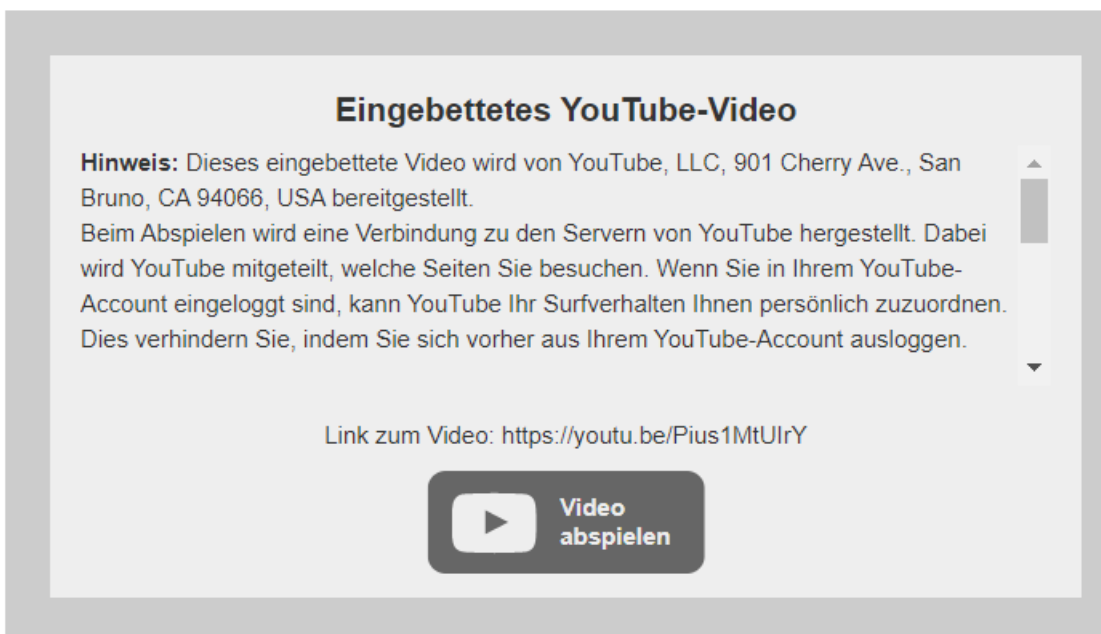 Eingebettetes YouTube-Video
Hinweis: Dieses eingebettete Video wird von YouTube, LLC, 901 Cherry Ave., San
Bruno, CA 94066, USA bereitgestellt.
Beim Abspielen wird eine Verbindung zu den Servern von YouTube hergestellt. Dabei
wird YouTube mitgeteilt, welche Seiten Sie besuchen. Wenn Sie in Ihrem YouTube-
Account eingeloggt sind, kann YouTube Ihr Surfverhalten Ihnen persönlich zuzuordnen.
Dies verhindern Sie, indem Sie sich vorher aus Ihrem YouTube-Account ausloggen.
Link zum Video: https://youtu.be/Pius1MtUIrY
Video
abspielen